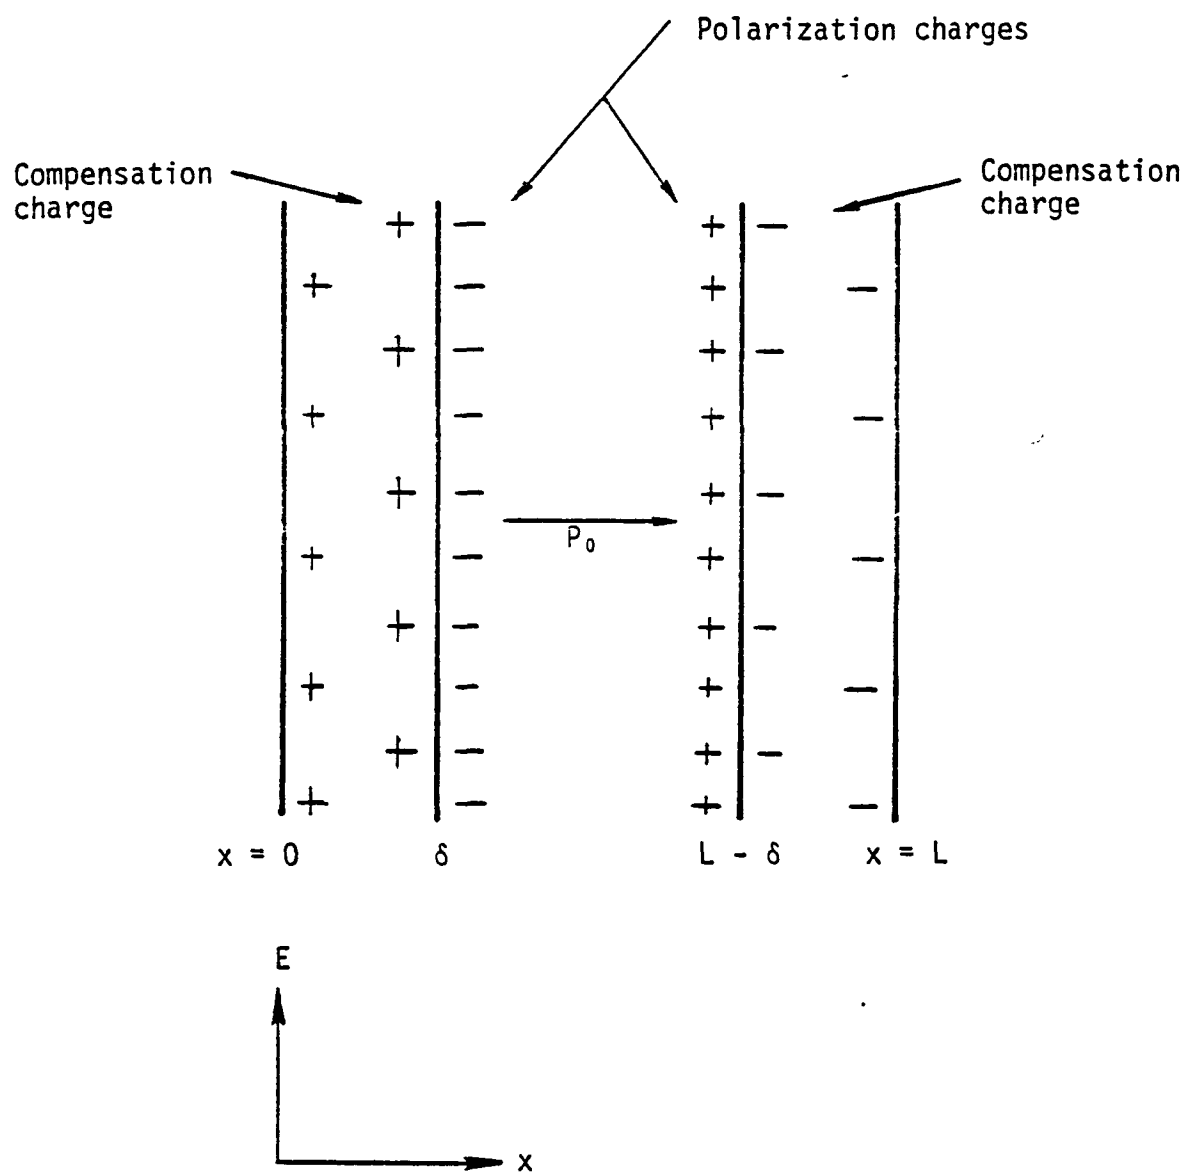 Polarization charges
Compensation
charge
Compensation
charge
P₀
x = 0
δ
L - δ
x = L
E
x